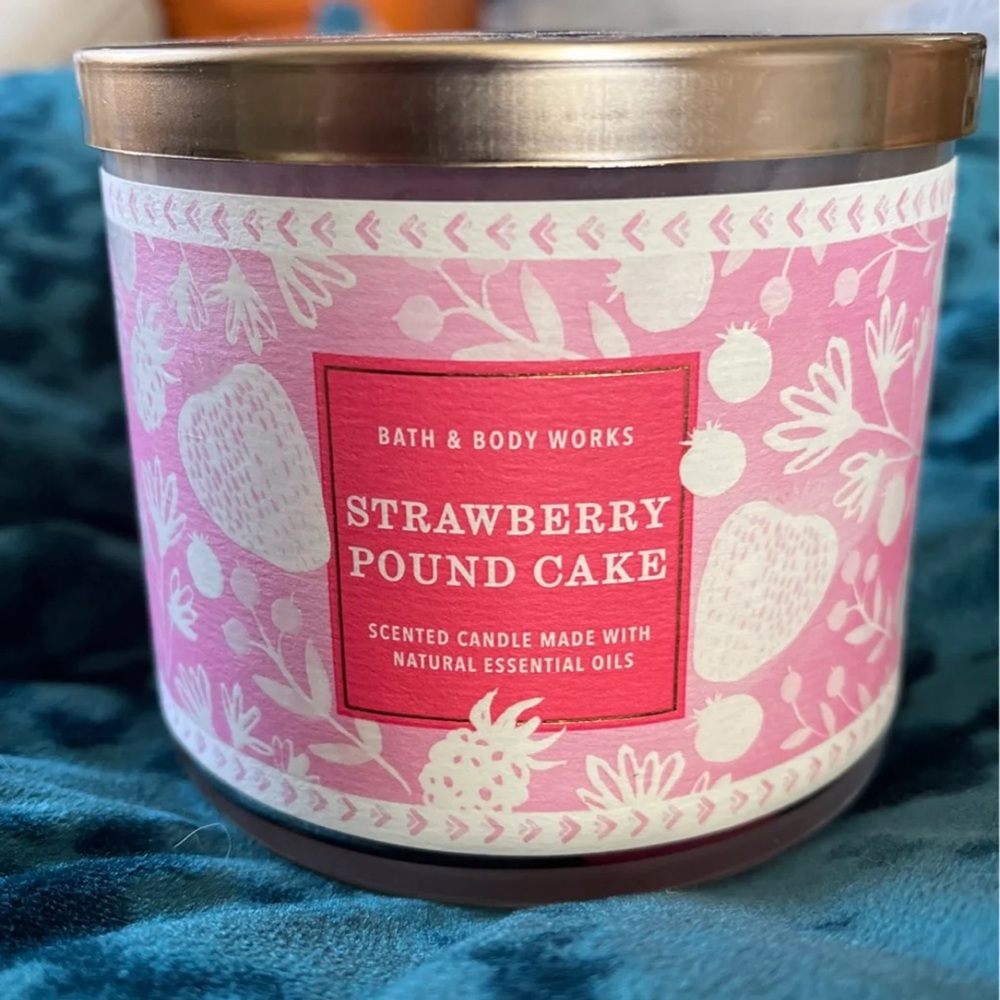 BATH & BODY WORKS
STRAWBERRY
POUND CAKE
SCENTED CANDLE MADE WITH
NATURAL ESSENTIAL OILS